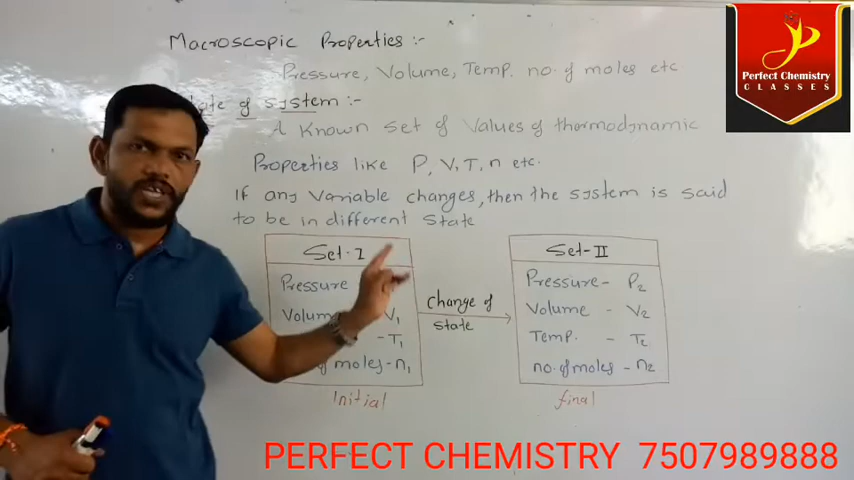 Macroscopic Properties :-
Pressure, Volume, Temp. no. of moles etc
of system :-
A Known set of values of thermodynamic
Properties like P, V, T, n etc.
If any variable changes, then the system is said
to be in different state
Set-I
Pressure
Volum
- V₁
- T₁
of moles - n₁
Initial
Change of
state
Set-II
Pressure - P₂
Volume - V₂
Temp. - T₂
no. of moles - n₂
final
Perfect Chemistry
CLASSES
PERFECT CHEMISTRY 7507989888